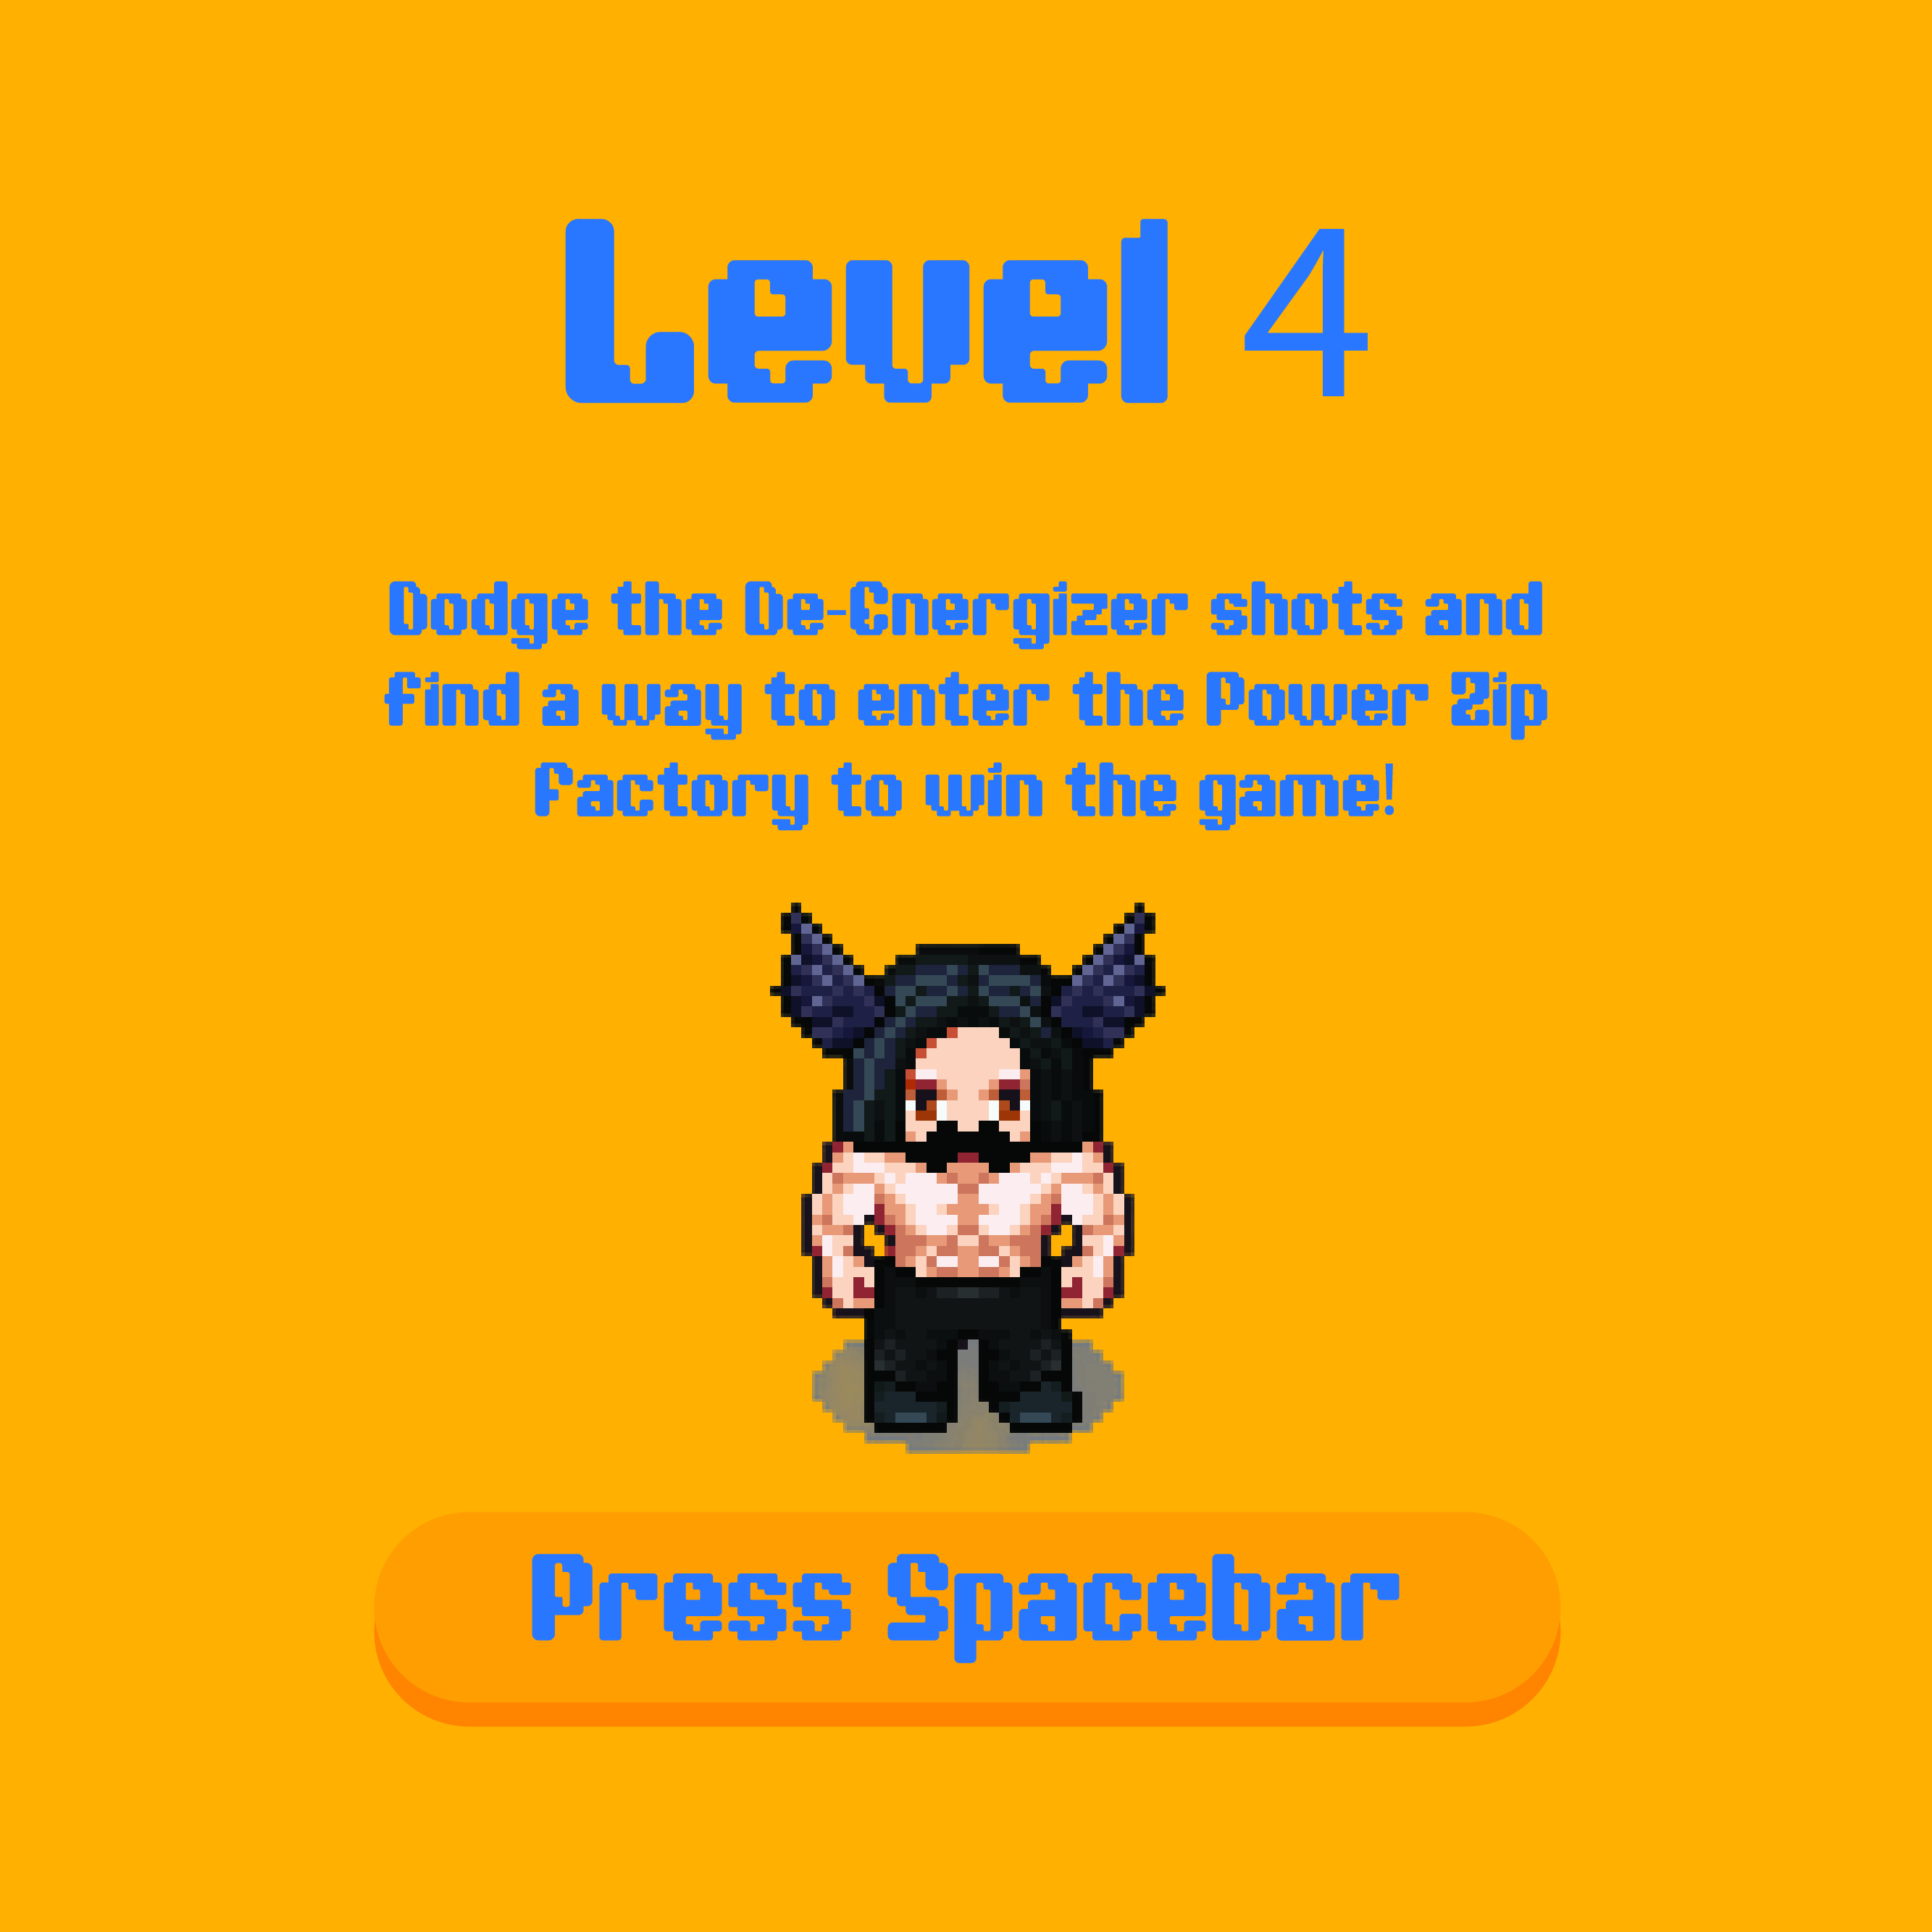 Level 4
Dodge the De-Energizer shots and
find a way to enter the Power Zip
Factory to win the game!
Press Spacebar